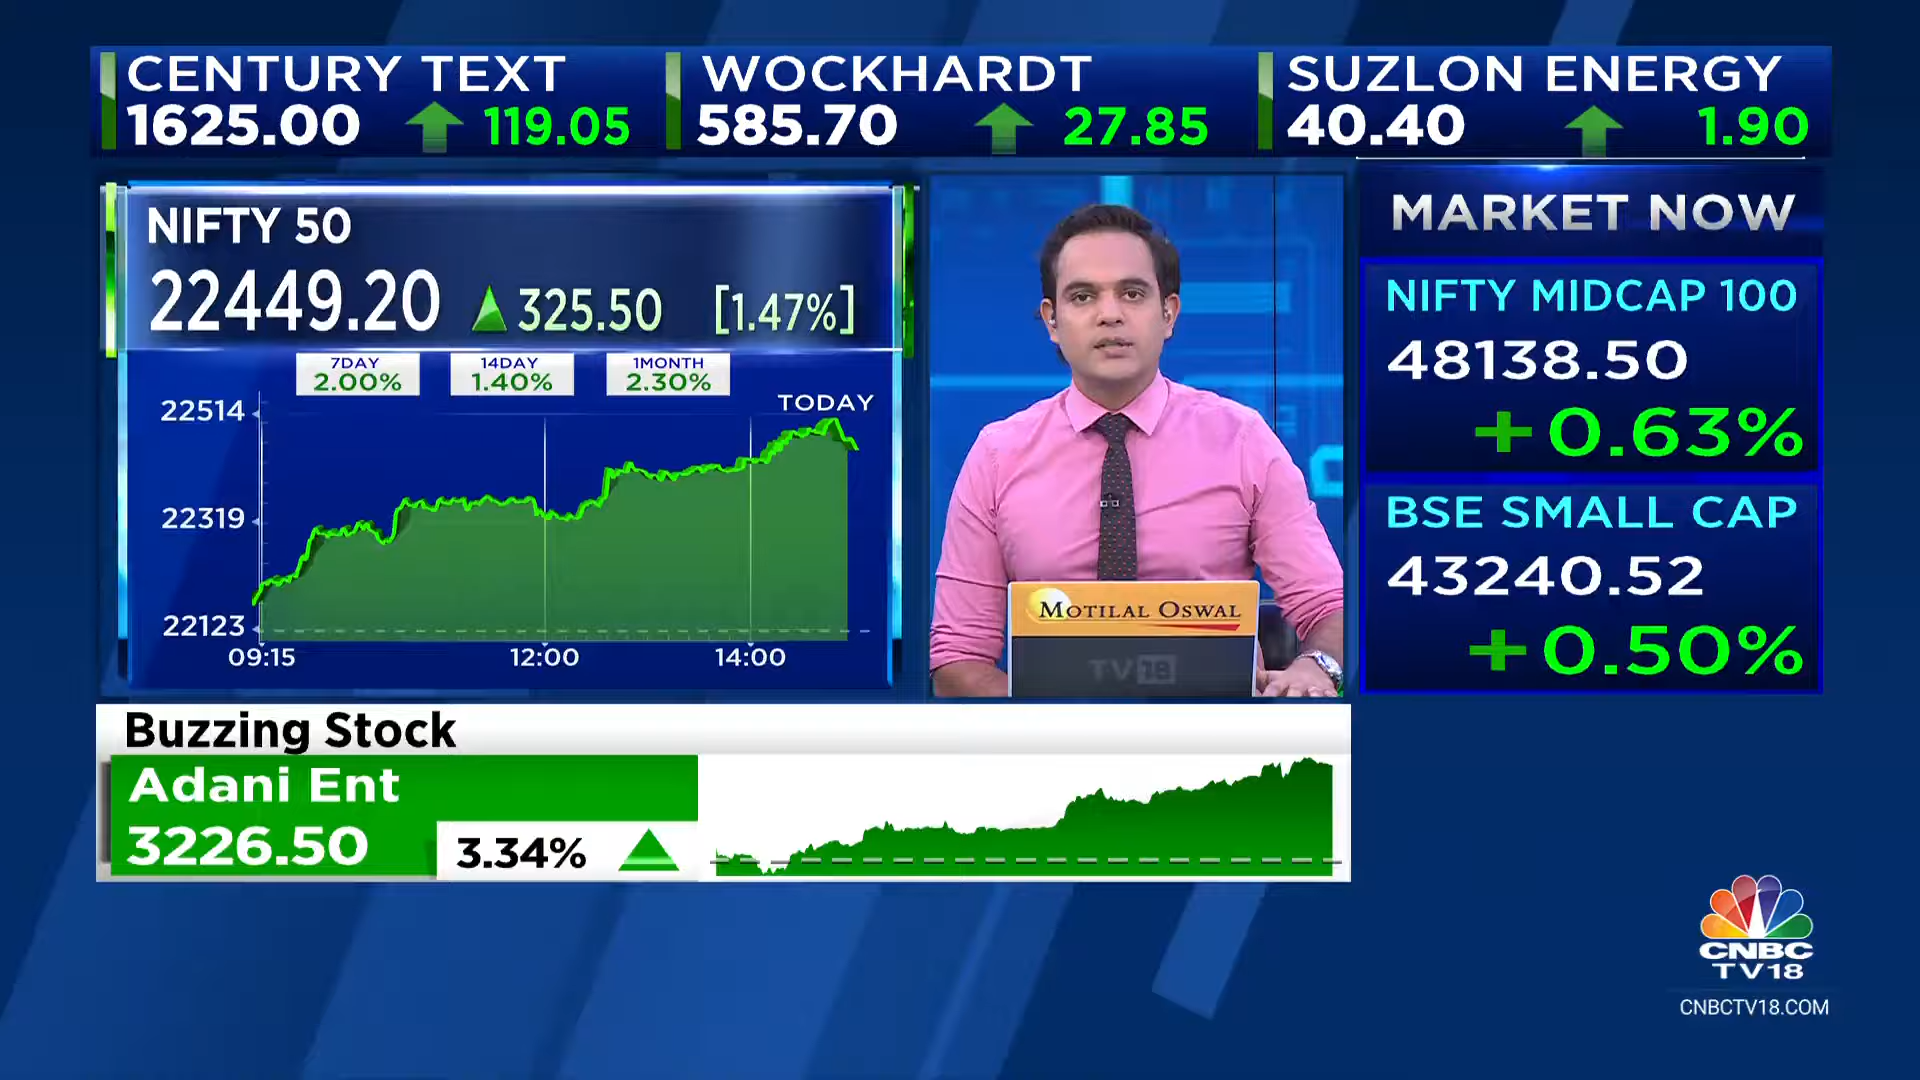 CENTURY TEXT
1625.00 119.05
WOCKHARDT
585.70 27.85
SUZLON ENERGY
40.40 1.90
NIFTY 50
22449.20 325.50 [1.47%]
7DAY
2.00%
14DAY
1.40%
1MONTH
2.30%
TODAY
22514
22319
22123
09:15 12:00 14:00
MOTILAL OSWAL
TV18
MARKET NOW
NIFTY MIDCAP 100
48138.50
+0.63%
BSE SMALL CAP
43240.52
+0.50%
Buzzing Stock
Adani Ent
3226.50 3.34%
CNBC
TV18
CNBCTV18.COM